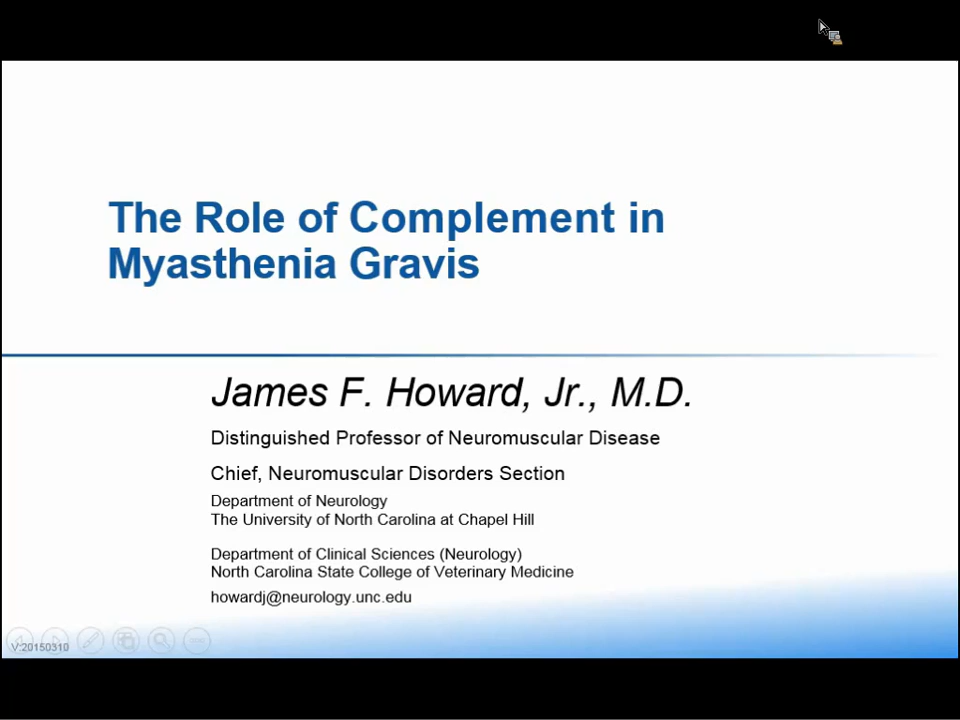 The Role of Complement in
Myasthenia Gravis
James F. Howard, Jr., M.D.
Distinguished Professor of Neuromuscular Disease
Chief, Neuromuscular Disorders Section
Department of Neurology
The University of North Carolina at Chapel Hill
Department of Clinical Sciences (Neurology)
North Carolina State College of Veterinary Medicine
howardj@neurology.unc.edu
V:20150310